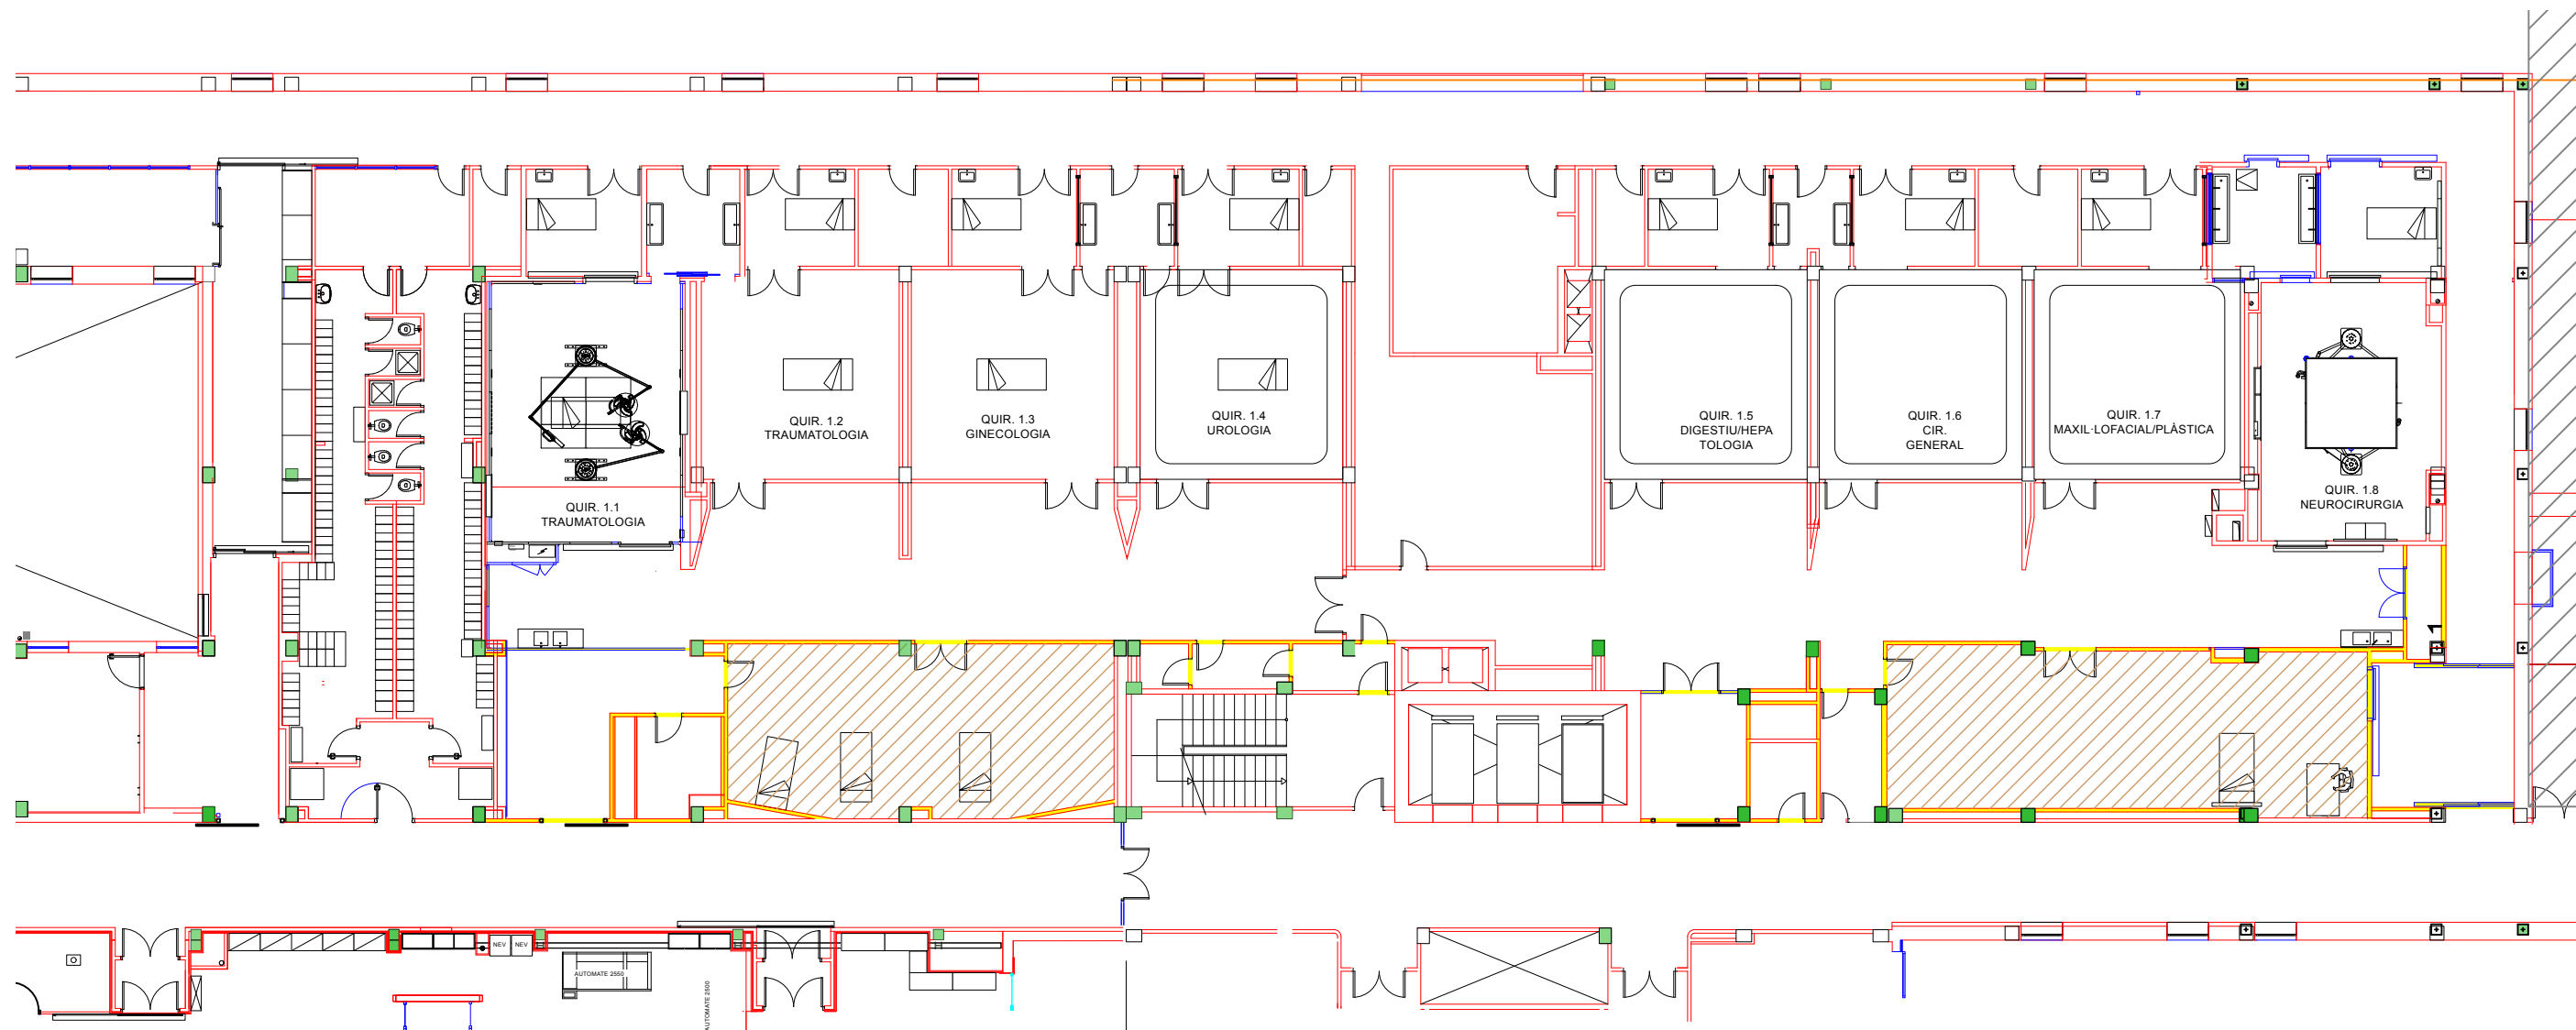 QUIR. 1.1
TRAUMATOLOGIA
QUIR. 1.2
TRAUMATOLOGIA
QUIR. 1.3
GINECOLOGIA
QUIR. 1.4
UROLOGIA
QUIR. 1.5
DIGESTIU/HEPA
TOLOGIA
QUIR. 1.6
CIR.
GENERAL
QUIR. 1.7
MAXIL·LOFACIAL/PLÀSTICA
QUIR. 1.8
NEUROCIRURGIA
1
NEV
NEV
AUTOMATE 2550
AUTOMATE 2500